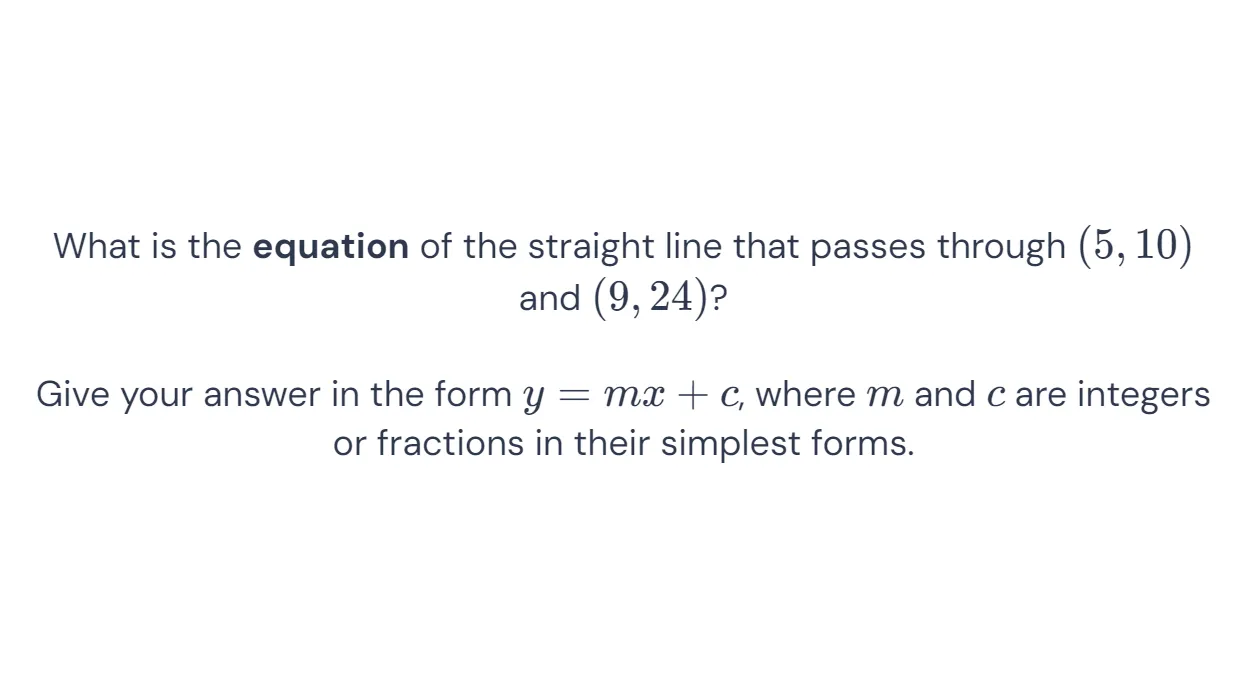 What is the equation of the straight line that passes through (5, 10)
and (9, 24)?
Give your answer in the form y = mx + c, where m and c are integers
or fractions in their simplest forms.